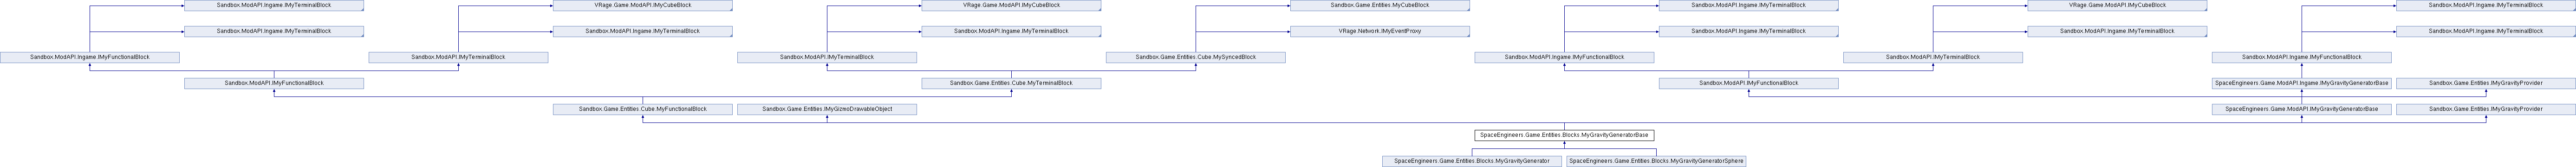 Sandbox.ModAPI.Ingame.IMyTerminalBlock VRage.Game.ModAPI.IMyCubeBlock VRage.Game.ModAPI.IMyCubeBlock Sandbox.Game.Entities.MyCubeBlock Sandbox.ModAPI.Ingame.IMyTerminalBlock VRage.Game.ModAPI.IMyCubeBlock Sandbox.ModAPI.Ingame.IMyTerminalBlock
Sandbox.ModAPI.Ingame.IMyTerminalBlock Sandbox.ModAPI.Ingame.IMyTerminalBlock Sandbox.ModAPI.Ingame.IMyTerminalBlock VRage.Network.IMyEventProxy Sandbox.ModAPI.Ingame.IMyTerminalBlock Sandbox.ModAPI.Ingame.IMyTerminalBlock Sandbox.ModAPI.Ingame.IMyTerminalBlock
Sandbox.ModAPI.Ingame.IMyFunctionalBlock Sandbox.ModAPI.IMyTerminalBlock Sandbox.ModAPI.IMyTerminalBlock Sandbox.Game.Entities.Cube.MySyncedBlock Sandbox.ModAPI.Ingame.IMyFunctionalBlock Sandbox.ModAPI.IMyTerminalBlock Sandbox.ModAPI.Ingame.IMyFunctionalBlock
Sandbox.ModAPI.IMyFunctionalBlock Sandbox.Game.Entities.Cube.MyTerminalBlock Sandbox.ModAPI.IMyFunctionalBlock SpaceEngineers.Game.ModAPI.Ingame.IMyGravityGeneratorBase Sandbox.Game.Entities.IMyGravityProvider
Sandbox.Game.Entities.Cube.MyFunctionalBlock Sandbox.Game.Entities.IMyGizmoDrawableObject SpaceEngineers.Game.ModAPI.IMyGravityGeneratorBase Sandbox.Game.Entities.IMyGravityProvider
SpaceEngineers.Game.Entities.Blocks.MyGravityGeneratorBase
SpaceEngineers.Game.Entities.Blocks.MyGravityGenerator SpaceEngineers.Game.Entities.Blocks.MyGravityGeneratorSphere